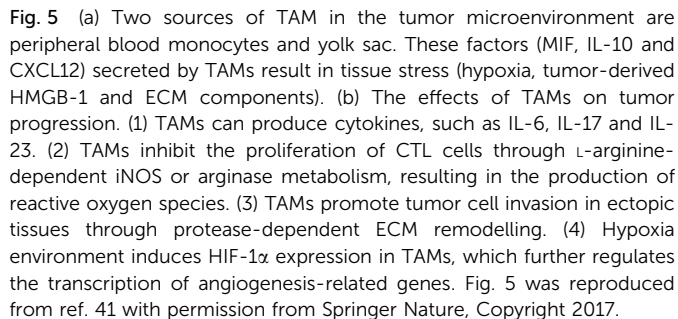 Fig. 5 (a) Two sources of TAM in the tumor microenvironment are
peripheral blood monocytes and yolk sac. These factors (MIF, IL-10 and
CXCL12) secreted by TAMs result in tissue stress (hypoxia, tumor-derived
HMGB-1 and ECM components). (b) The effects of TAMs on tumor
progression. (1) TAMs can produce cytokines, such as IL-6, IL-17 and IL-
23. (2) TAMs inhibit the proliferation of CTL cells through ʟ-arginine-
dependent iNOS or arginase metabolism, resulting in the production of
reactive oxygen species. (3) TAMs promote tumor cell invasion in ectopic
tissues through protease-dependent ECM remodelling. (4) Hypoxia
environment induces HIF-1α expression in TAMs, which further regulates
the transcription of angiogenesis-related genes. Fig. 5 was reproduced
from ref. 41 with permission from Springer Nature, Copyright 2017.